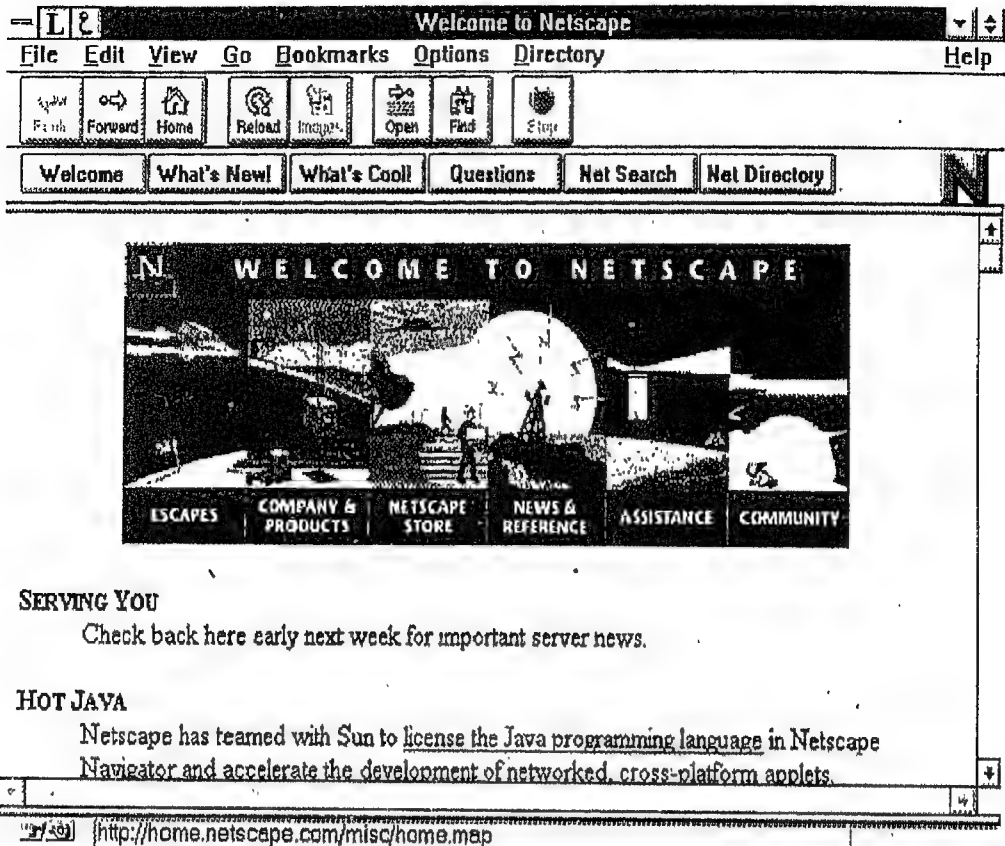 Welcome to Netscape
File Edit View Go Bookmarks Options Directory Help
Forward Home Reload Images Open Find Stop
Welcome What's New! What's Cool! Questions Net Search Net Directory
N
N WELCOME TO NETSCAPE
ESCAPES COMPANY & PRODUCTS NETSCAPE STORE NEWS & REFERENCE ASSISTANCE COMMUNITY
SERVING YOU
Check back here early next week for important server news.
HOT JAVA
Netscape has teamed with Sun to license the Java programming language in Netscape
Navigator and accelerate the development of networked, cross-platform applets.
http://home.netscape.com/misc/home.map